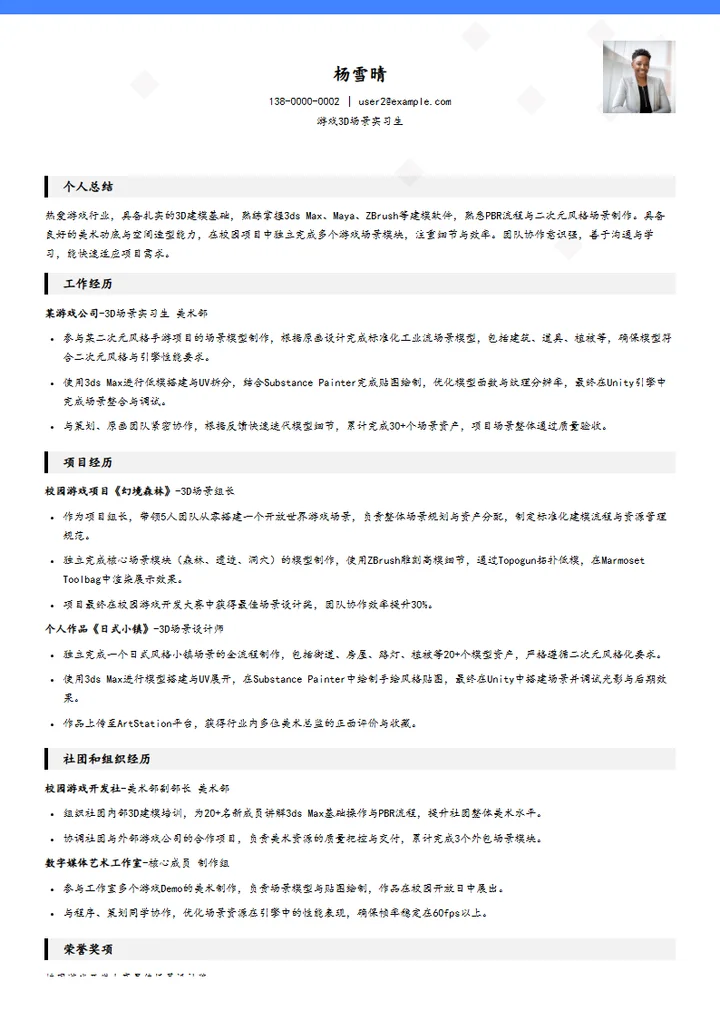 杨雪晴
138-0000-0002 | user2@example.com
游戏3D场景实习生
个人总结
热爱游戏行业，具备扎实的3D建模基础，熟练掌握3ds Max、Maya、ZBrush等建模软件，熟悉PBR流程与二次元风格场景制作。具备
良好的美术功底与空间造型能力，在校园项目中独立完成多个游戏场景模块，注重细节与效率。团队协作意识强，善于沟通与学
习，能快速适应项目需求。
工作经历
某游戏公司-3D场景实习生 美术部
• 参与某二次元风格手游项目的场景模型制作，根据原画设计完成标准化工业流场景模型，包括建筑、道具、植被等，确保模型符
合二次元风格与引擎性能要求。
• 使用3ds Max进行低模搭建与UV拆分，结合Substance Painter完成贴图绘制，优化模型面数与纹理分辨率，最终在Unity引擎中
完成场景整合与调试。
• 与策划、原画团队紧密协作，根据反馈快速迭代模型细节，累计完成30+个场景资产，项目场景整体通过质量验收。
项目经历
校园游戏项目《幻境森林》-3D场景组长
• 作为项目组长，带领5人团队从零搭建一个开放世界游戏场景，负责整体场景规划与资产分配，制定标准化建模流程与资源管理
规范。
• 独立完成核心场景模块（森林、遗迹、洞穴）的模型制作，使用ZBrush雕刻高模细节，通过Topogun拓扑低模，在Marmoset
Toolbag中渲染展示效果。
• 项目最终在校园游戏开发大赛中获得最佳场景设计奖，团队协作效率提升30%。
个人作品《日式小镇》-3D场景设计师
• 独立完成一个日式风格小镇场景的全流程制作，包括街道、房屋、路灯、植被等20+个模型资产，严格遵循二次元风格化要求。
• 使用3ds Max进行模型搭建与UV展开，在Substance Painter中绘制手绘风格贴图，最终在Unity中搭建场景并调试光影与后期效
果。
• 作品上传至ArtStation平台，获得行业内多位美术总监的正面评价与收藏。
社团和组织经历
校园游戏开发社-美术部副部长 美术部
• 组织社团内部3D建模培训，为20+名新成员讲解3ds Max基础操作与PBR流程，提升社团整体美术水平。
• 协调社团与外部游戏公司的合作项目，负责美术资源的质量把控与交付，累计完成3个外包场景模块。
数字媒体艺术工作室-核心成员 制作组
• 参与工作室多个游戏Demo的美术制作，负责场景模型与贴图绘制，作品在校园开放日中展出。
• 与程序、策划同学协作，优化场景资源在引擎中的性能表现，确保帧率稳定在60fps以上。
荣誉奖项